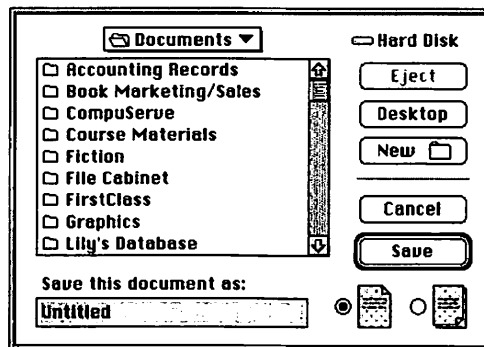 Documents
Hard Disk
Accounting Records
Book Marketing/Sales
CompuServe
Course Materials
Fiction
File Cabinet
FirstClass
Graphics
Lily's Database
Eject
Desktop
New
Cancel
Save
Save this document as:
Untitled